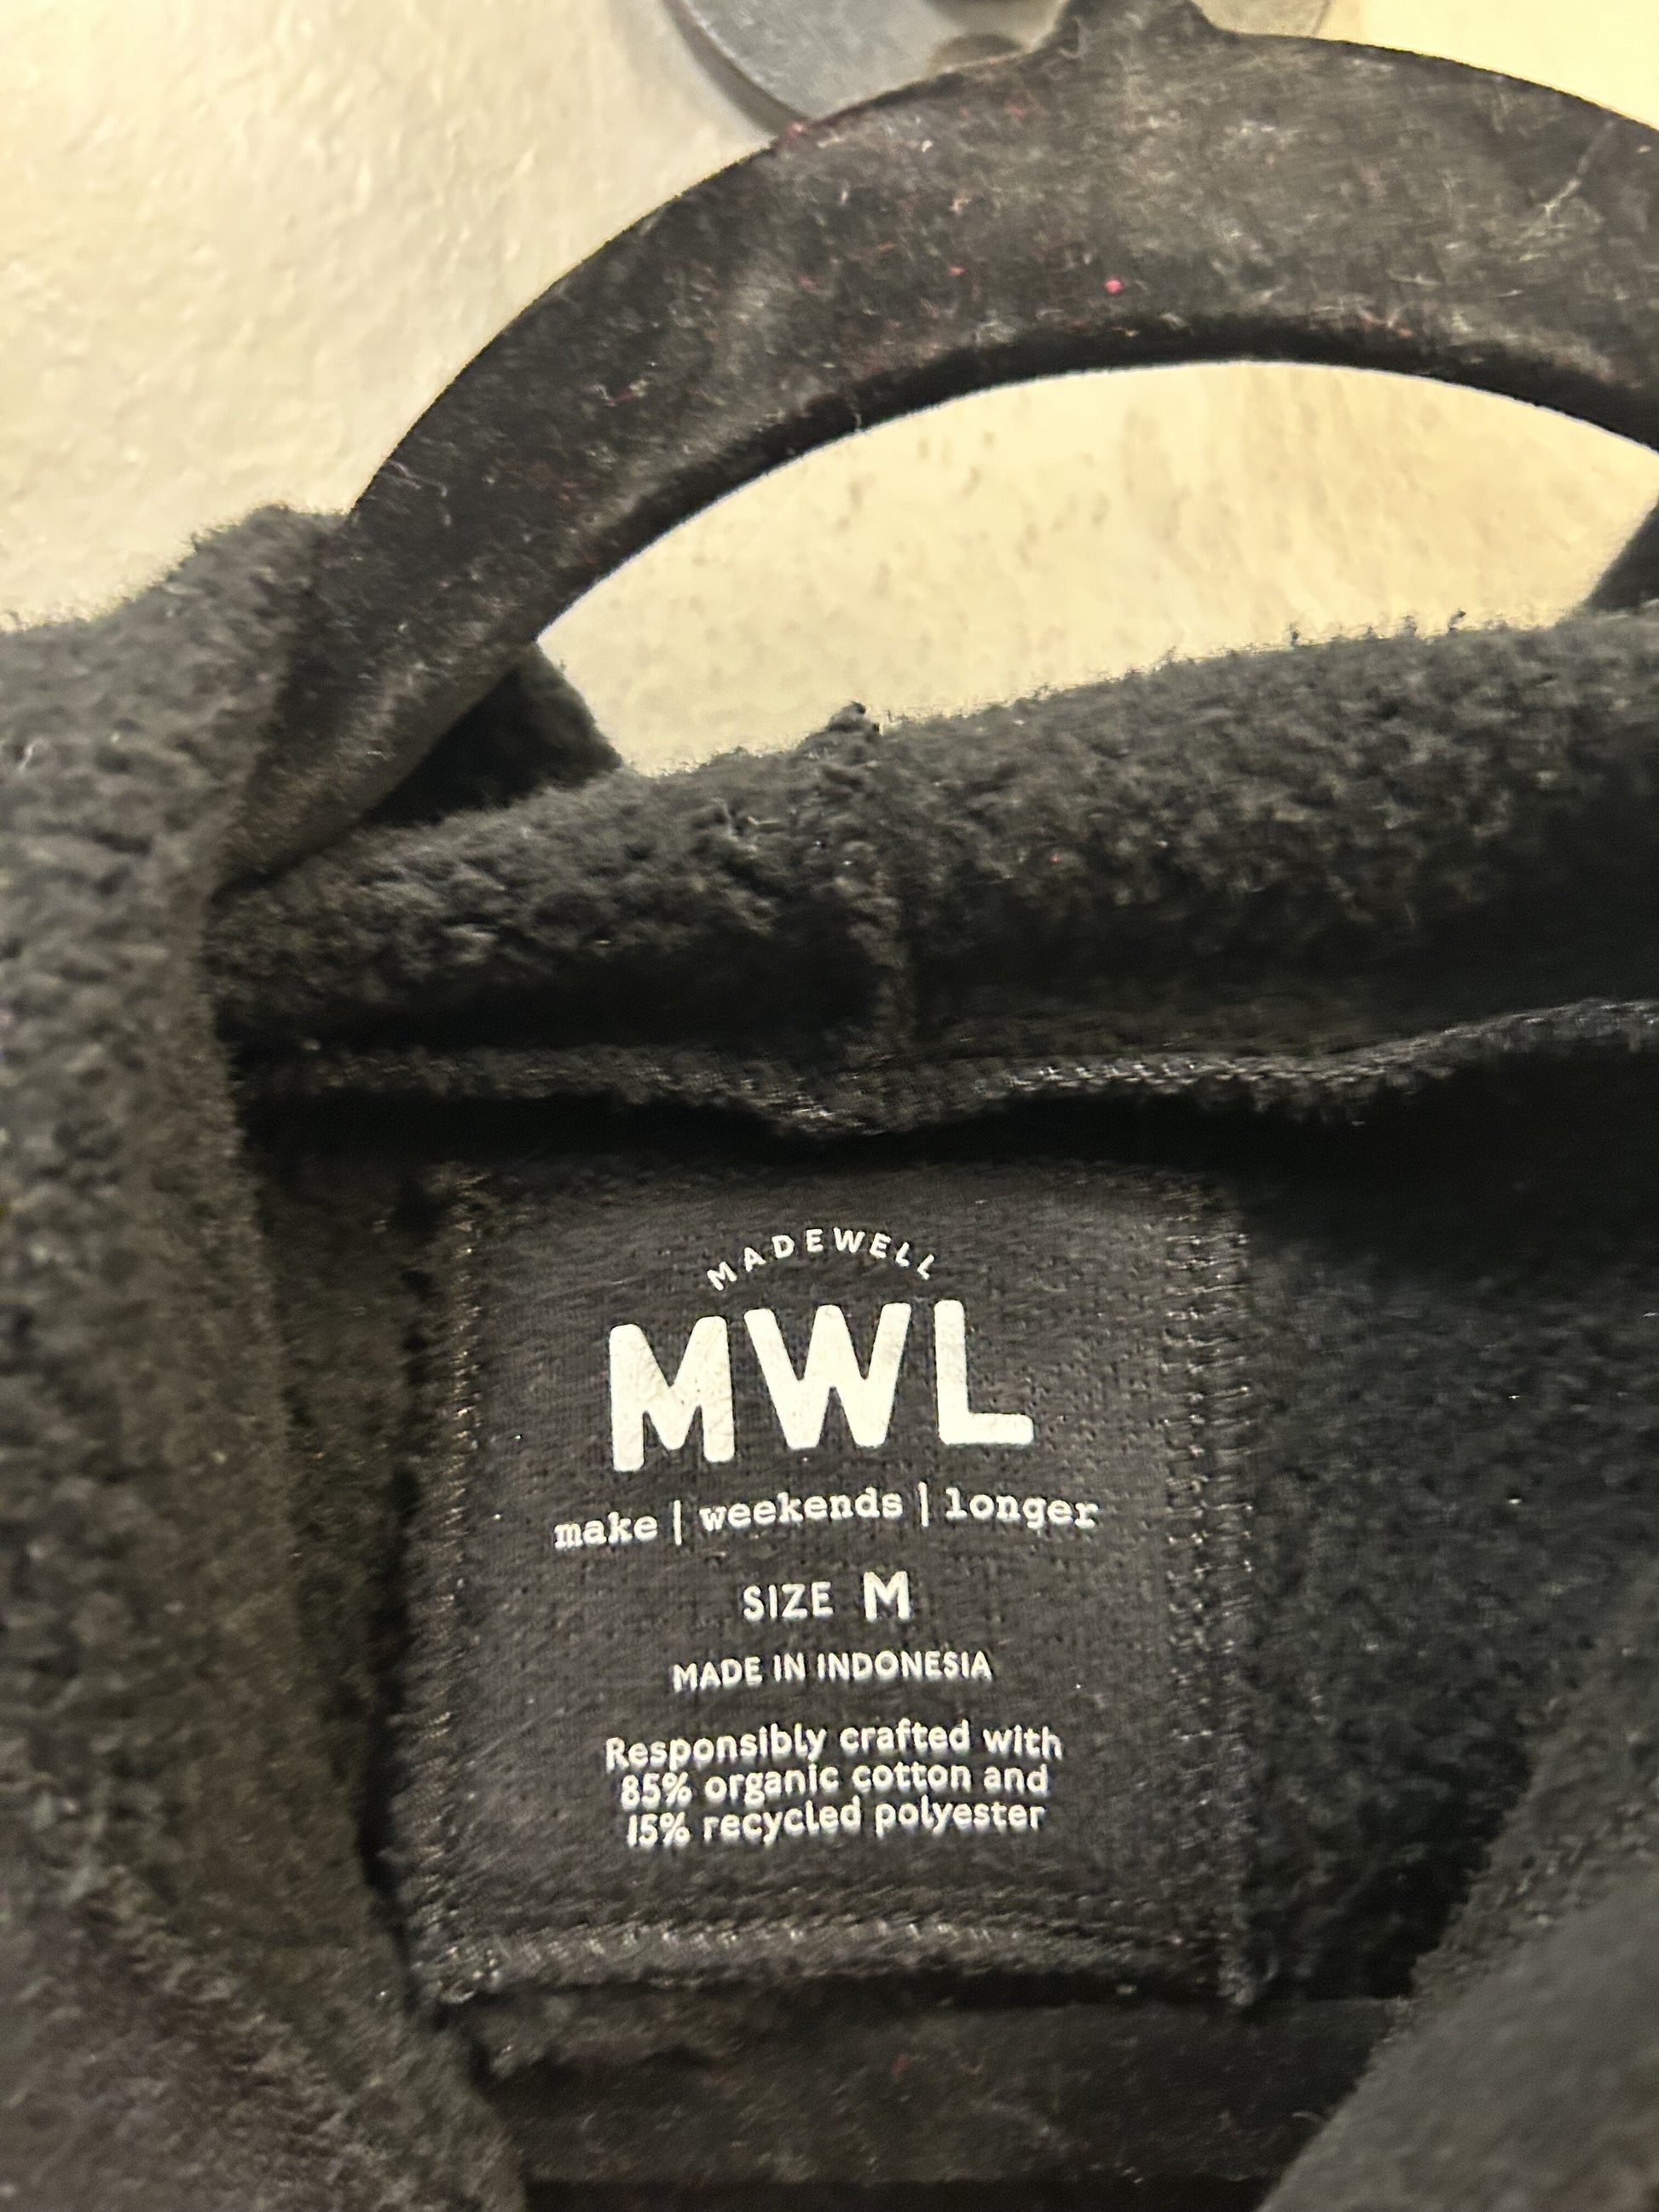 MADEWELL
MWL
make | weekends | longer
SIZE M
MADE IN INDONESIA
Responsibly crafted with
85% organic cotton and
15% recycled polyester